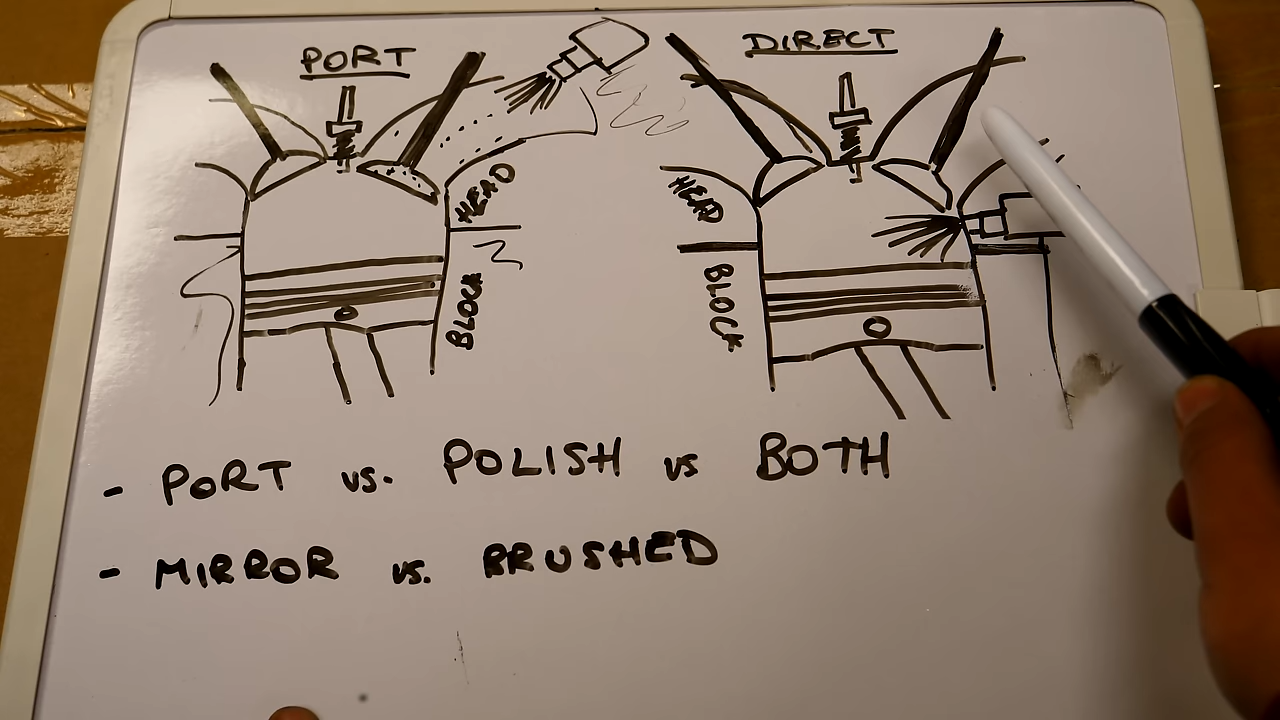 PORT
DIRECT
HEAD
BLOCK
HEAD
BLOCK
- PORT vs. POLISH vs BOTH
- MIRROR vs. BRUSHED